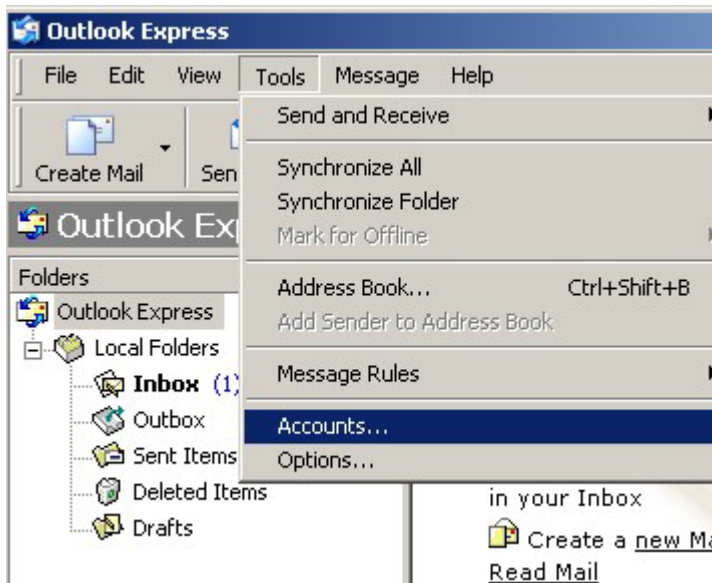 Outlook Express
File Edit View Tools Message Help
Create Mail
Send and Receive
Synchronize All
Synchronize Folder
Mark for Offline
Address Book... Ctrl+Shift+B
Add Sender to Address Book
Message Rules
Accounts...
Options...
Outlook
Folders
Outlook Express
Local Folders
Inbox (1)
Outbox
Sent Items
Deleted Items
Drafts
in your Inbox
Create a new
Read Mail